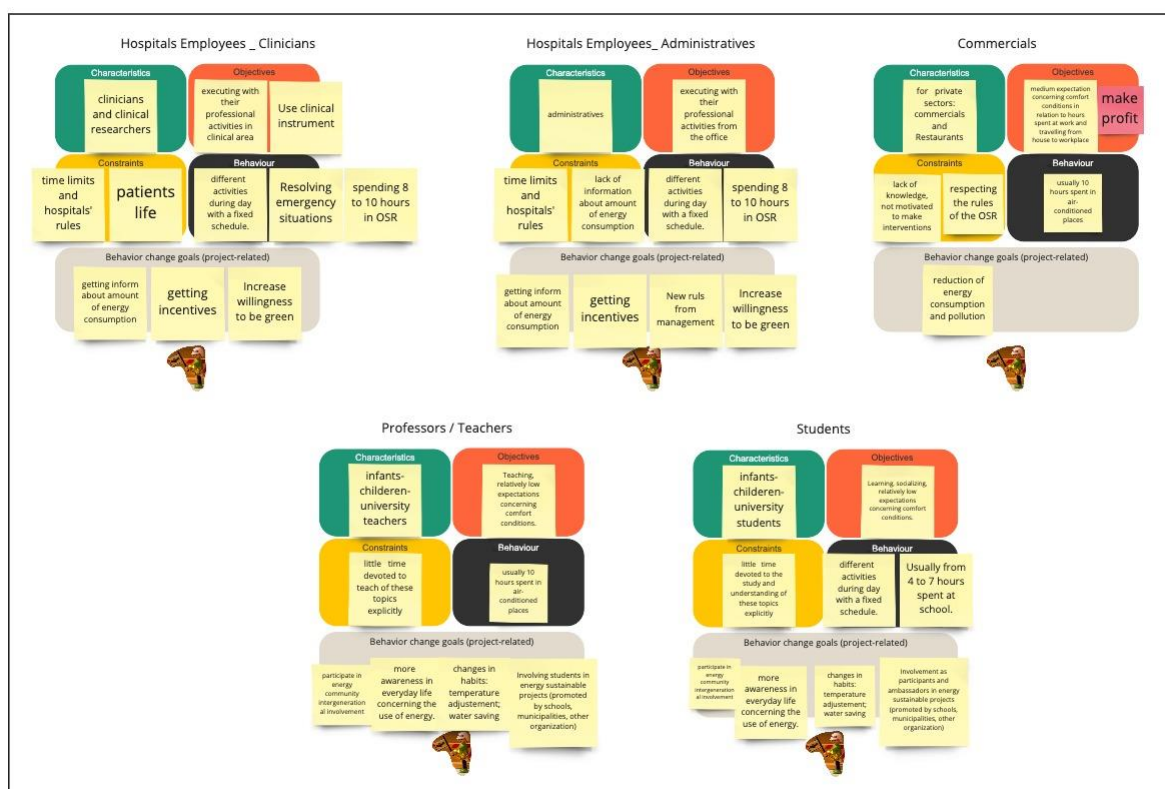 Hospitals Employees _ Clinicians
Characteristics
clinicians
and clinical
researchers
Objectives
executing with
their
professional
activities in
clinical area
Use clinical
instrument
Constraints
time limits
and
hospitals'
rules
patients
life
Behaviour
different
activities
during day
with a fixed
schedule.
Resolving
emergency
situations
spending 8
to 10 hours
in OSR
Behavior change goals (project-related)
getting inform
about amount
of energy
consumption
getting
incentives
Increase
willingness
to be green
Hospitals Employees_ Administratives
Characteristics
administratives
Objectives
executing with
their
professional
activities from
the office
Constraints
time limits
and
hospitals'
rules
lack of
information
about amount
of energy
consumption
Behaviour
different
activities
during day
with a fixed
schedule.
spending 8
to 10 hours
in OSR
Behavior change goals (project-related)
getting inform
about amount
of energy
consumption
getting
incentives
New ruls
from
management
Increase
willingness
to be green
Commercials
Characteristics
for private
sectors:
commercials
and
Restaurants
Objectives
medium expectation
concerning comfort
conditions in
relation to hours
spent at work and
travelling from
house to workplace
make
profit
Constraints
lack of
knowledge,
not motivated
to make
interventions
respecting
the rules
of the OSR
Behaviour
usually 10
hours spent in
air-
conditioned
places
Behavior change goals (project-related)
reduction of
energy
consumption
and pollution
Professors / Teachers
Characteristics
infants-
childeren-
university
teachers
Objectives
Teaching,
relatively low
expectations
concerning
comfort
conditions.
Constraints
little time
devoted to
teach of these
topics
explicitly
Behaviour
usually 10
hours spent in
air-
conditioned
places
Behavior change goals (project-related)
participate in
energy
community
intergeneration
al involvement
more
awareness in
everyday life
concerning the
use of energy.
changes in
habits:
temperature
adjustement;
water saving
Involving students in
energy sustainable
projects (promoted
by schools,
municipalities, other
organization)
Students
Characteristics
infants-
childeren-
university
students
Objectives
Learning, socializing,
relatively low
expectations
concerning comfort
conditions.
Constraints
little time
devoted to the
study and
understanding of
these topics
explicitly
Behaviour
different
activities
during day
with a fixed
schedule.
Usually from
4 to 7 hours
spent at
school.
Behavior change goals (project-related)
participate in
energy
community
intergeneration
al involvement
more
awareness in
everyday life
concerning the
use of energy.
changes in
habits:
temperature
adjustement;
water saving
Involvement as
participants and
ambassadors in energy
sustainable projects
(promoted by schools,
municipalities, other
organization)